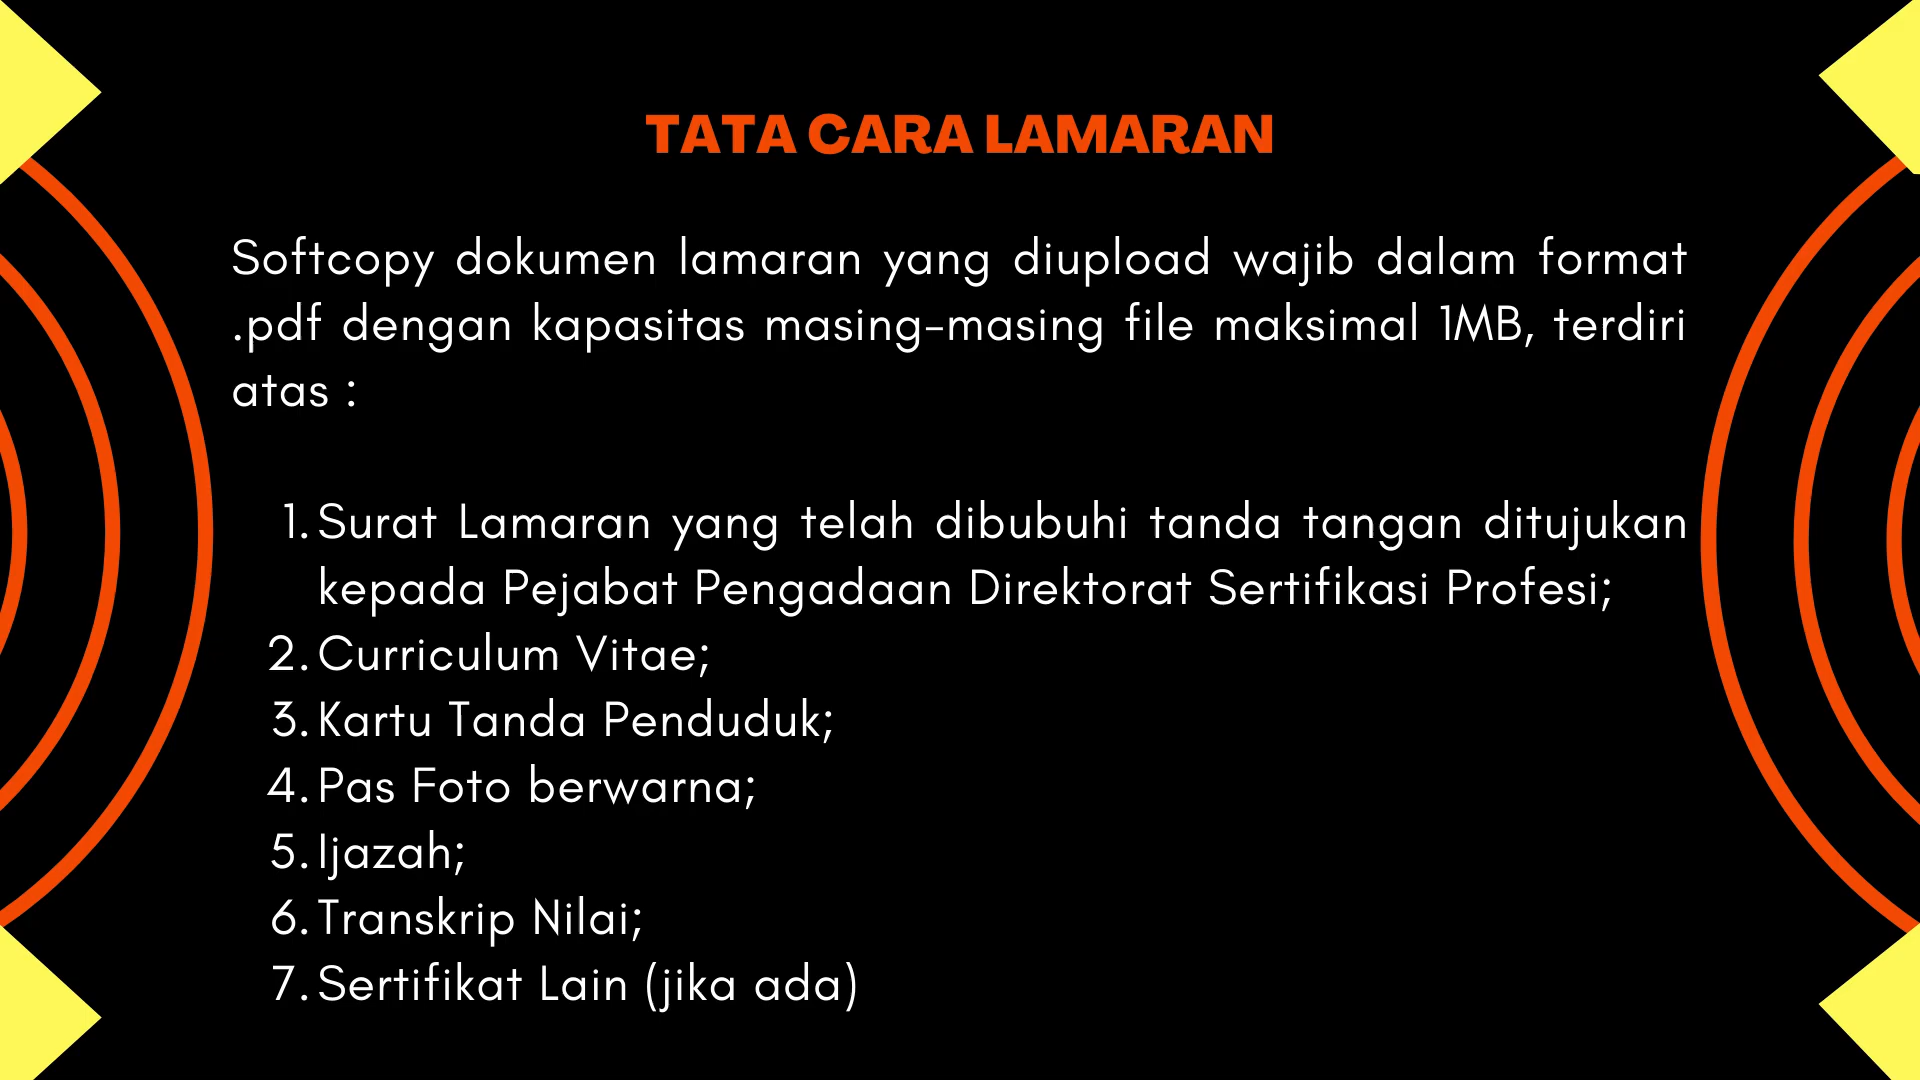 TATA CARA LAMARAN
Softcopy dokumen lamaran yang diupload wajib dalam format
.pdf dengan kapasitas masing-masing file maksimal 1MB, terdiri
atas :
1. Surat Lamaran yang telah dibubuhi tanda tangan ditujukan
kepada Pejabat Pengadaan Direktorat Sertifikasi Profesi;
2. Curriculum Vitae;
3. Kartu Tanda Penduduk;
4. Pas Foto berwarna;
5. Ijazah;
6. Transkrip Nilai;
7. Sertifikat Lain (jika ada)